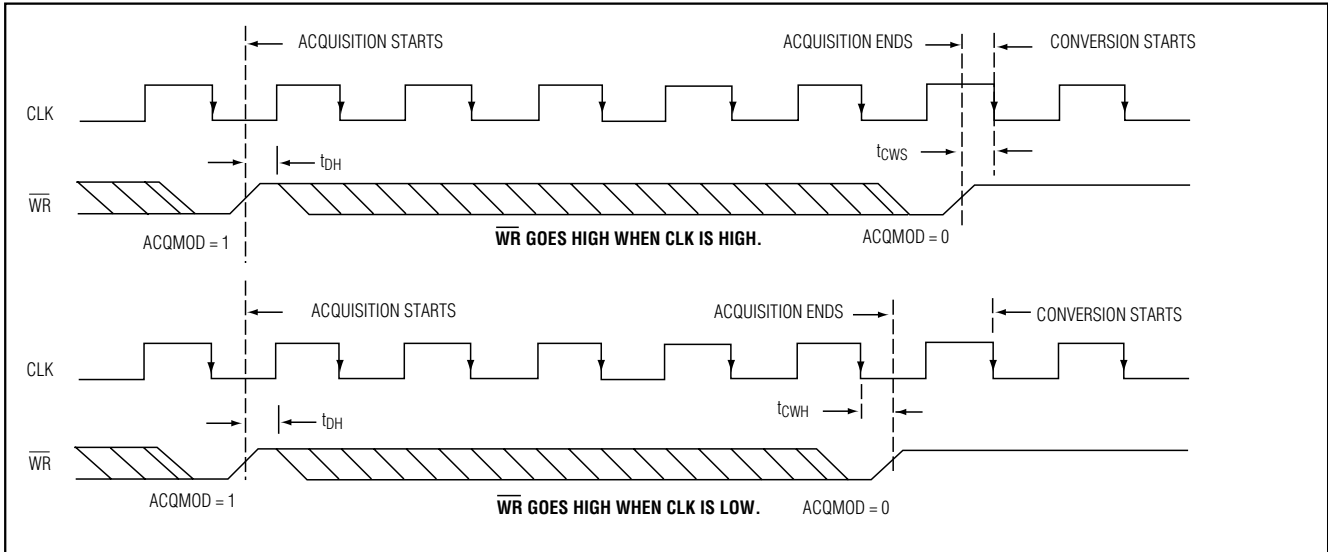 ACQUISITION STARTS
ACQUISITION ENDS
CONVERSION STARTS
CLK
tDH
tCWS
WR
ACQMOD = 1
WR GOES HIGH WHEN CLK IS HIGH.
ACQMOD = 0
ACQUISITION STARTS
ACQUISITION ENDS
CONVERSION STARTS
CLK
tDH
tCWH
WR
ACQMOD = 1
WR GOES HIGH WHEN CLK IS LOW.
ACQMOD = 0